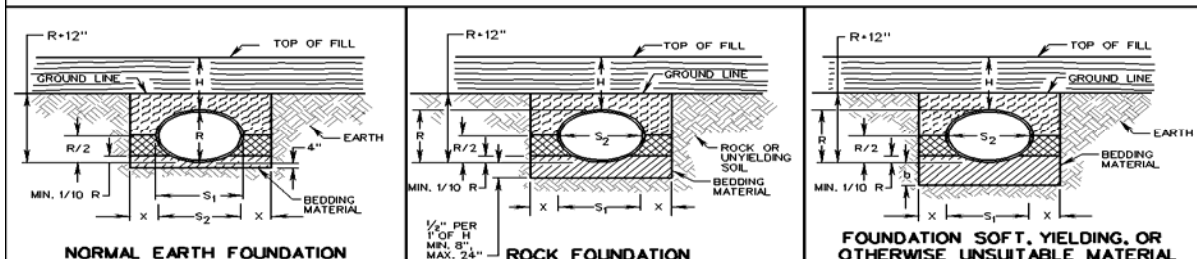 R+12"
TOP OF FILL
GROUND LINE
H
R
EARTH
R/2
4"
MIN. 1/10 R
S1
BEDDING
MATERIAL
X
S2
X
NORMAL EARTH FOUNDATION
R+12"
TOP OF FILL
H
GROUND LINE
R
S2
R/2
ROCK OR
UNYIELDING
SOIL
MIN. 1/10 R
BEDDING
MATERIAL
X
S1
X
1/2" PER
1' OF H
MIN. 8",
MAX. 24"
ROCK FOUNDATION
R+12"
TOP OF FILL
H
GROUND LINE
R
S2
EARTH
R/2
BEDDING
MATERIAL
MIN. 1/10 R
b
X
S1
X
FOUNDATION SOFT, YIELDING, OR
OTHERWISE UNSUITABLE MATERIAL